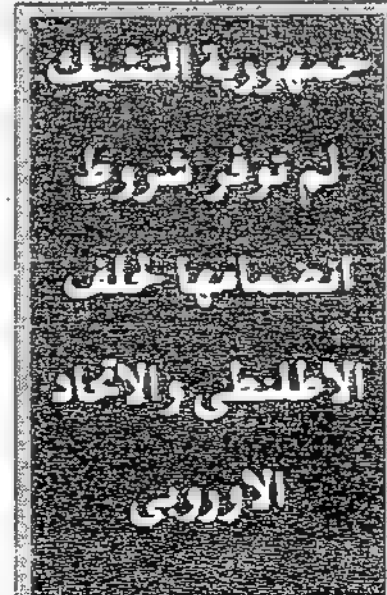 جمهورية التشيك
لم توفر شروط
انضمامها لحلف
الاطلنطى والاتحاد
الاوروبى